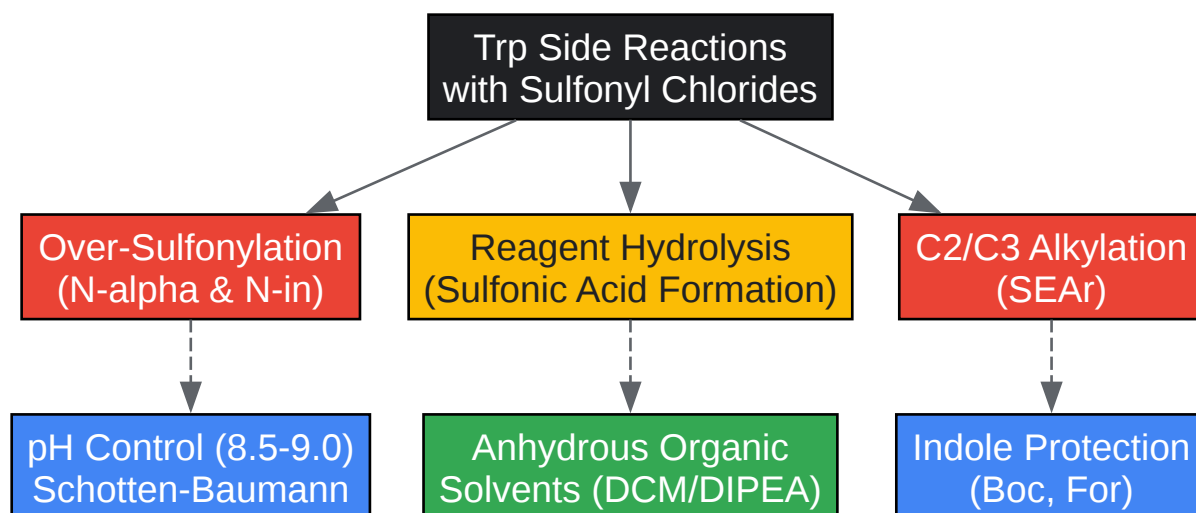 Trp Side Reactions
with Sulfonyl Chlorides
Over-Sulfonylation
(N-alpha & N-in)
Reagent Hydrolysis
(Sulfonic Acid Formation)
C2/C3 Alkylation
(SEAr)
pH Control (8.5-9.0)
Schotten-Baumann
Anhydrous Organic
Solvents (DCM/DIPEA)
Indole Protection
(Boc, For)